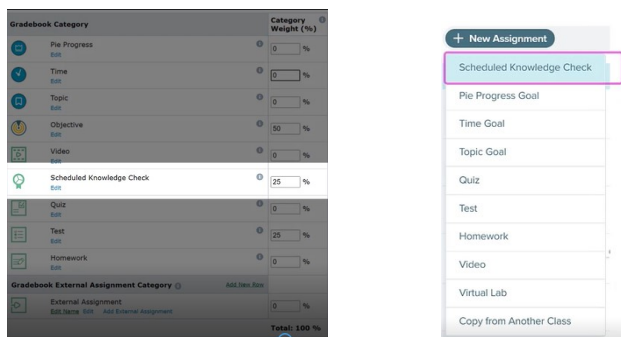 Gradebook Category
Category Weight (%)
Pie Progress
Edit
0 %
Time
Edit
0 %
Topic
Edit
0 %
Objective
Edit
50 %
Video
Edit
0 %
Scheduled Knowledge Check
Edit
25 %
Quiz
Edit
0 %
Test
Edit
25 %
Homework
Edit
0 %
Gradebook External Assignment Category
Add New Row
External Assignment
Edit Name Edit Add External Assignment
0 %
Total: 100 %
+ New Assignment
Scheduled Knowledge Check
Pie Progress Goal
Time Goal
Topic Goal
Quiz
Test
Homework
Video
Virtual Lab
Copy from Another Class